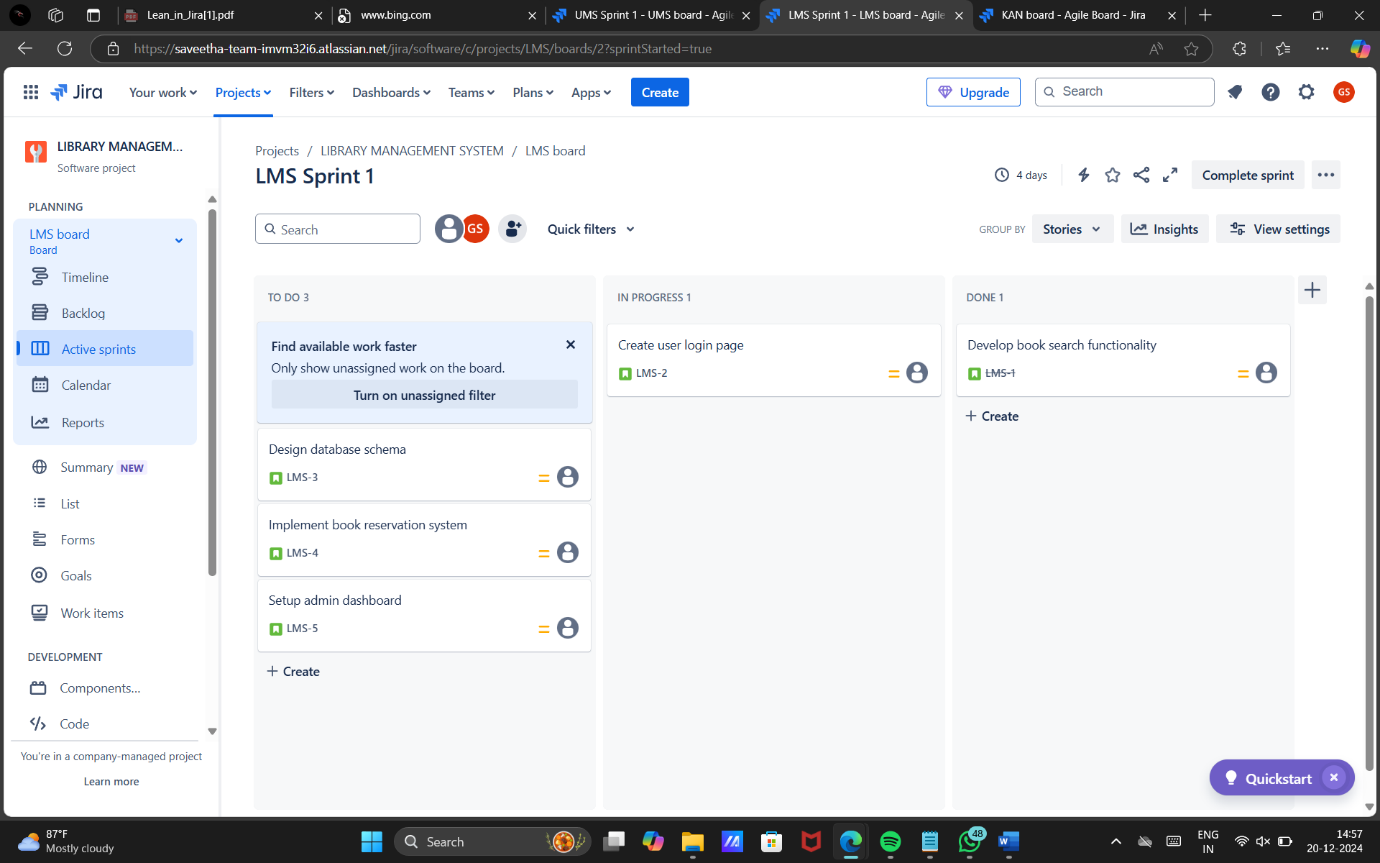 Lean_in_Jira[1].pdf
www.bing.com
UMS Sprint 1 - UMS board - Agile
LMS Sprint 1 - LMS board - Agile
KAN board - Agile Board - Jira
https://saveetha-team-imvm32i6.atlassian.net/jira/software/c/projects/LMS/boards/2?sprintStarted=true
Jira
Your work
Projects
Filters
Dashboards
Teams
Plans
Apps
Create
Upgrade
Search
GS
LIBRARY MANAGEM...
Software project
PLANNING
LMS board
Board
Timeline
Backlog
Active sprints
Calendar
Reports
Summary NEW
List
Forms
Goals
Work items
DEVELOPMENT
Components...
Code
You're in a company-managed project
Learn more
Projects / LIBRARY MANAGEMENT SYSTEM / LMS board
LMS Sprint 1
4 days
Complete sprint
Search
GS
Quick filters
GROUP BY
Stories
Insights
View settings
TO DO 3
Find available work faster
Only show unassigned work on the board.
Turn on unassigned filter
Design database schema
LMS-3
Implement book reservation system
LMS-4
Setup admin dashboard
LMS-5
+ Create
IN PROGRESS 1
Create user login page
LMS-2
DONE 1
Develop book search functionality
LMS-1
+ Create
Quickstart
87°F
Mostly cloudy
Search
48
ENG
IN
14:57
20-12-2024